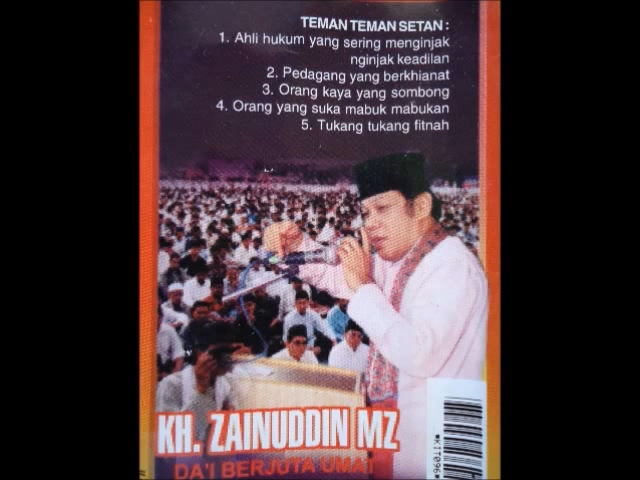 TEMAN TEMAN SETAN :
1. Ahli hukum yang sering menginjak
nginjak keadilan
2. Pedagang yang berkhianat
3. Orang kaya yang sombong
4. Orang yang suka mabuk mabukan
5. Tukang tukang fitnah
KH. ZAINUDDIN MZ
DA'I BERJUTA UMAT
*KIT096*